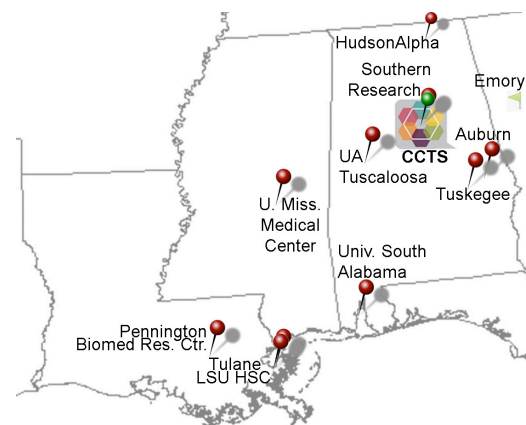 HudsonAlpha
Southern
Research
Emory
Auburn
CCTS
UA
Tuscaloosa
Tuskegee
U. Miss.
Medical
Center
Univ. South
Alabama
Pennington
Biomed Res. Ctr.
Tulane
LSU HSC